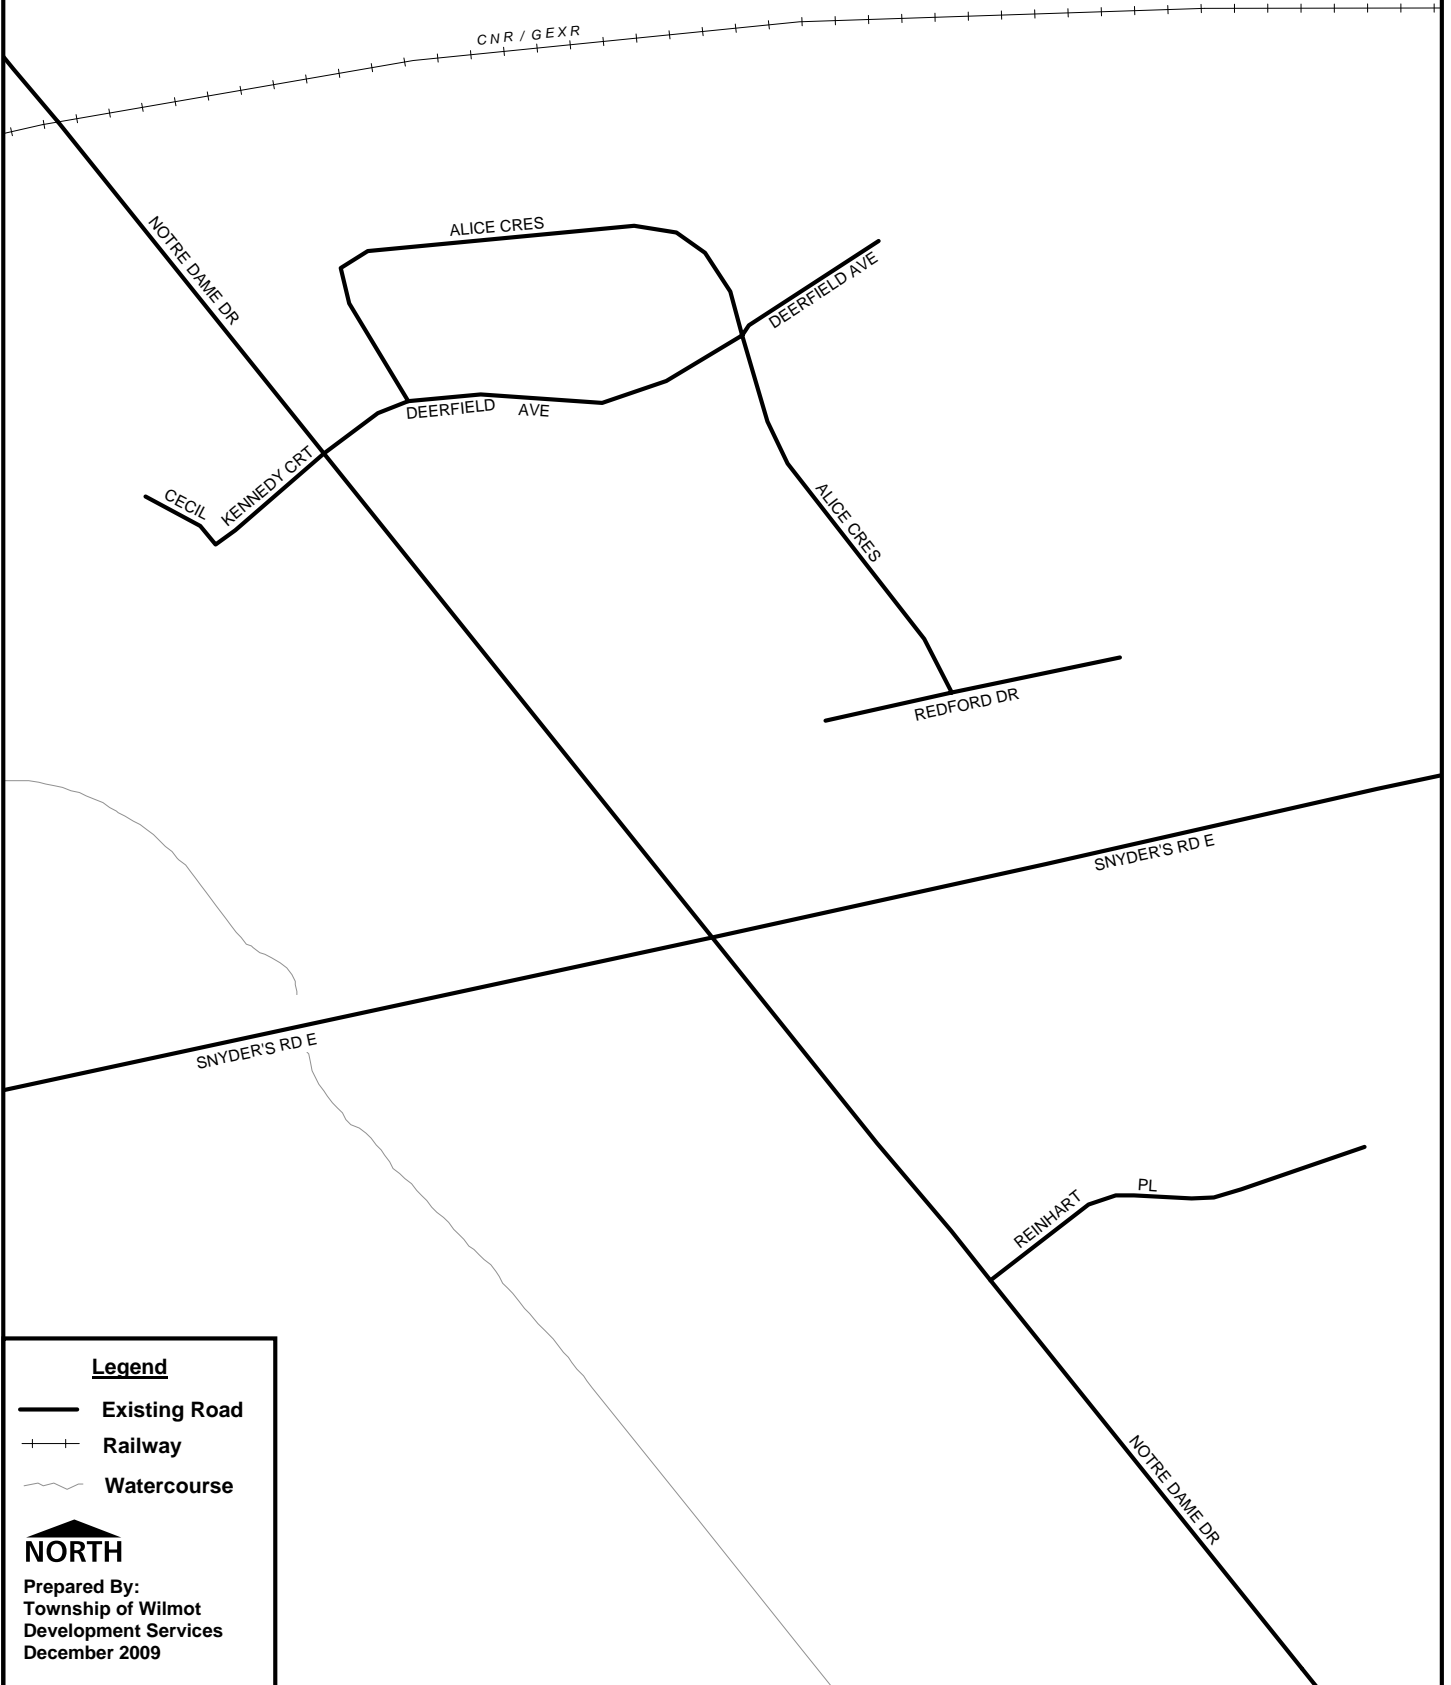 CNR / GEXR
NOTRE DAME DR
ALICE CRES
DEERFIELD AVE
DEERFIELD AVE
KENNEDY CRT
CECIL
ALICE CRES
REDFORD DR
SNYDER'S RD E
SNYDER'S RD E
REINHART PL
NOTRE DAME DR
Legend
Existing Road
Railway
Watercourse
NORTH
Prepared By:
Township of Wilmot
Development Services
December 2009